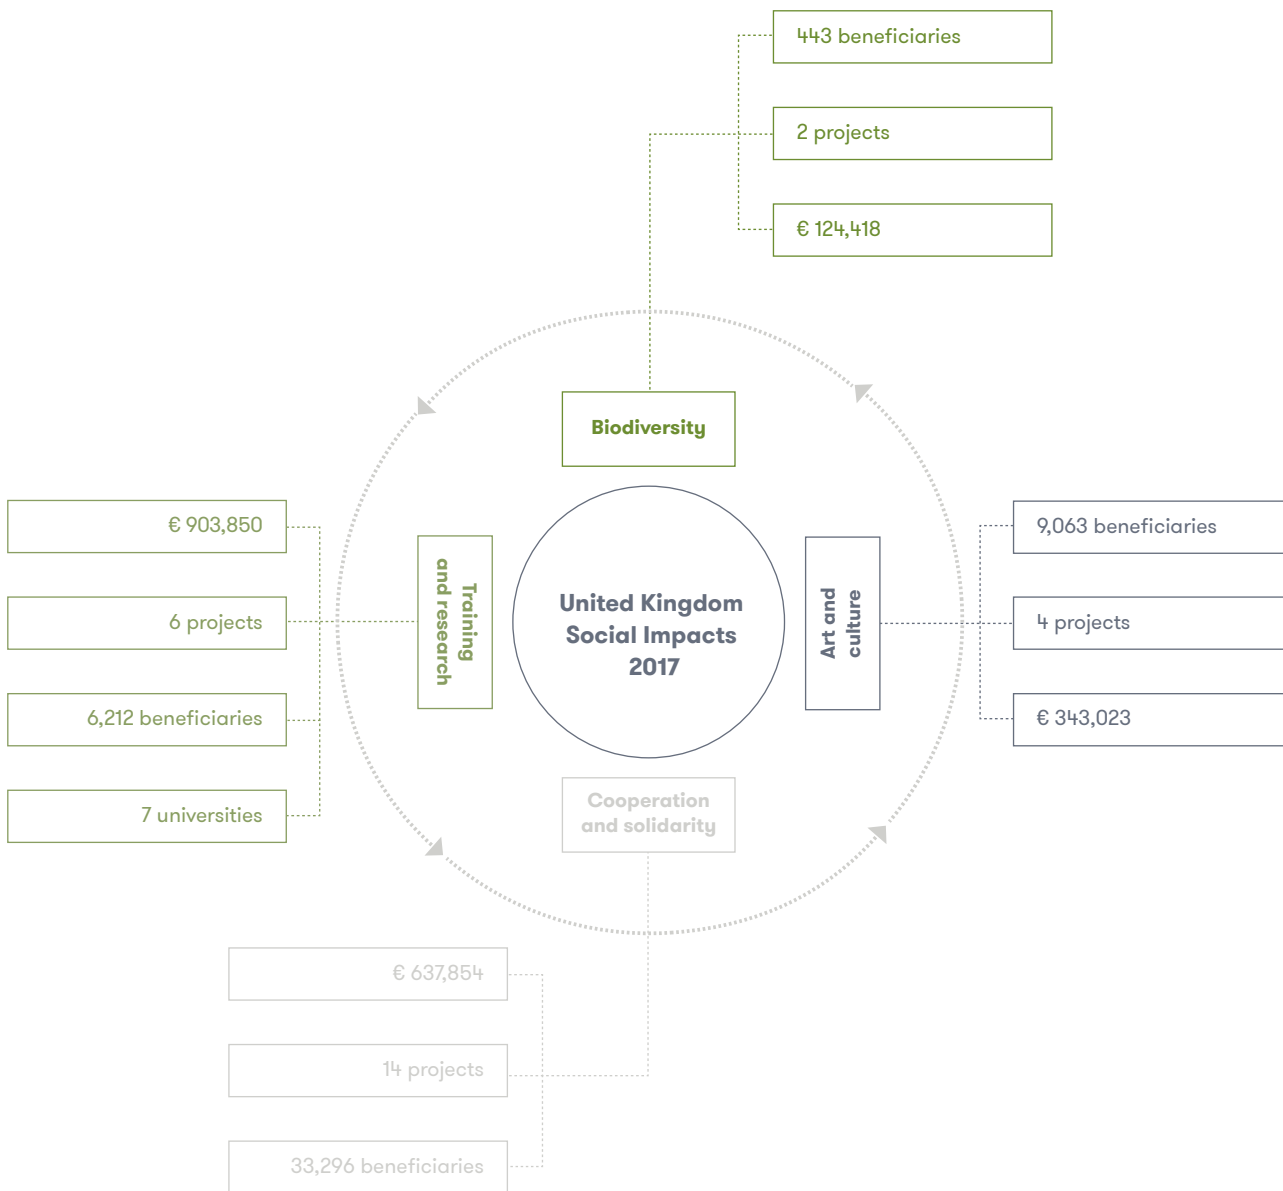 443 beneficiaries
2 projects
€ 124,418
Biodiversity
€ 903,850
6 projects
6,212 beneficiaries
7 universities
Training
and research
United Kingdom
Social Impacts
2017
Art and
culture
9,063 beneficiaries
4 projects
€ 343,023
Cooperation
and solidarity
€ 637,854
14 projects
33,296 beneficiaries